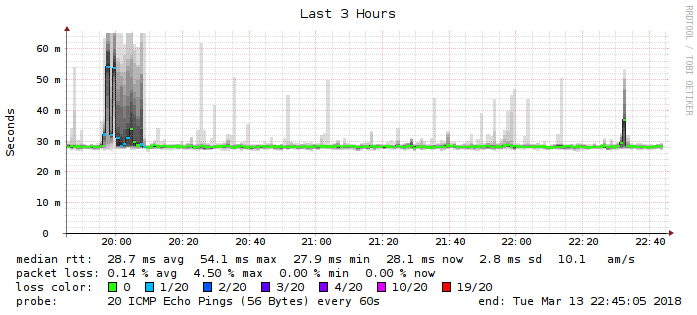 Last 3 Hours
RRDTOOL / TOBI OETIKER
Seconds
60 m
50 m
40 m
30 m
20 m
10 m
0
20:00 20:20 20:40 21:00 21:20 21:40 22:00 22:20 22:40
median rtt: 28.7 ms avg 54.1 ms max 27.9 ms min 28.1 ms now 2.8 ms sd 10.1 am/s
packet loss: 0.14 % avg 4.50 % max 0.00 % min 0.00 % now
loss color: 0 1/20 2/20 3/20 4/20 10/20 19/20
probe: 20 ICMP Echo Pings (56 Bytes) every 60s end: Tue Mar 13 22:45:05 2018